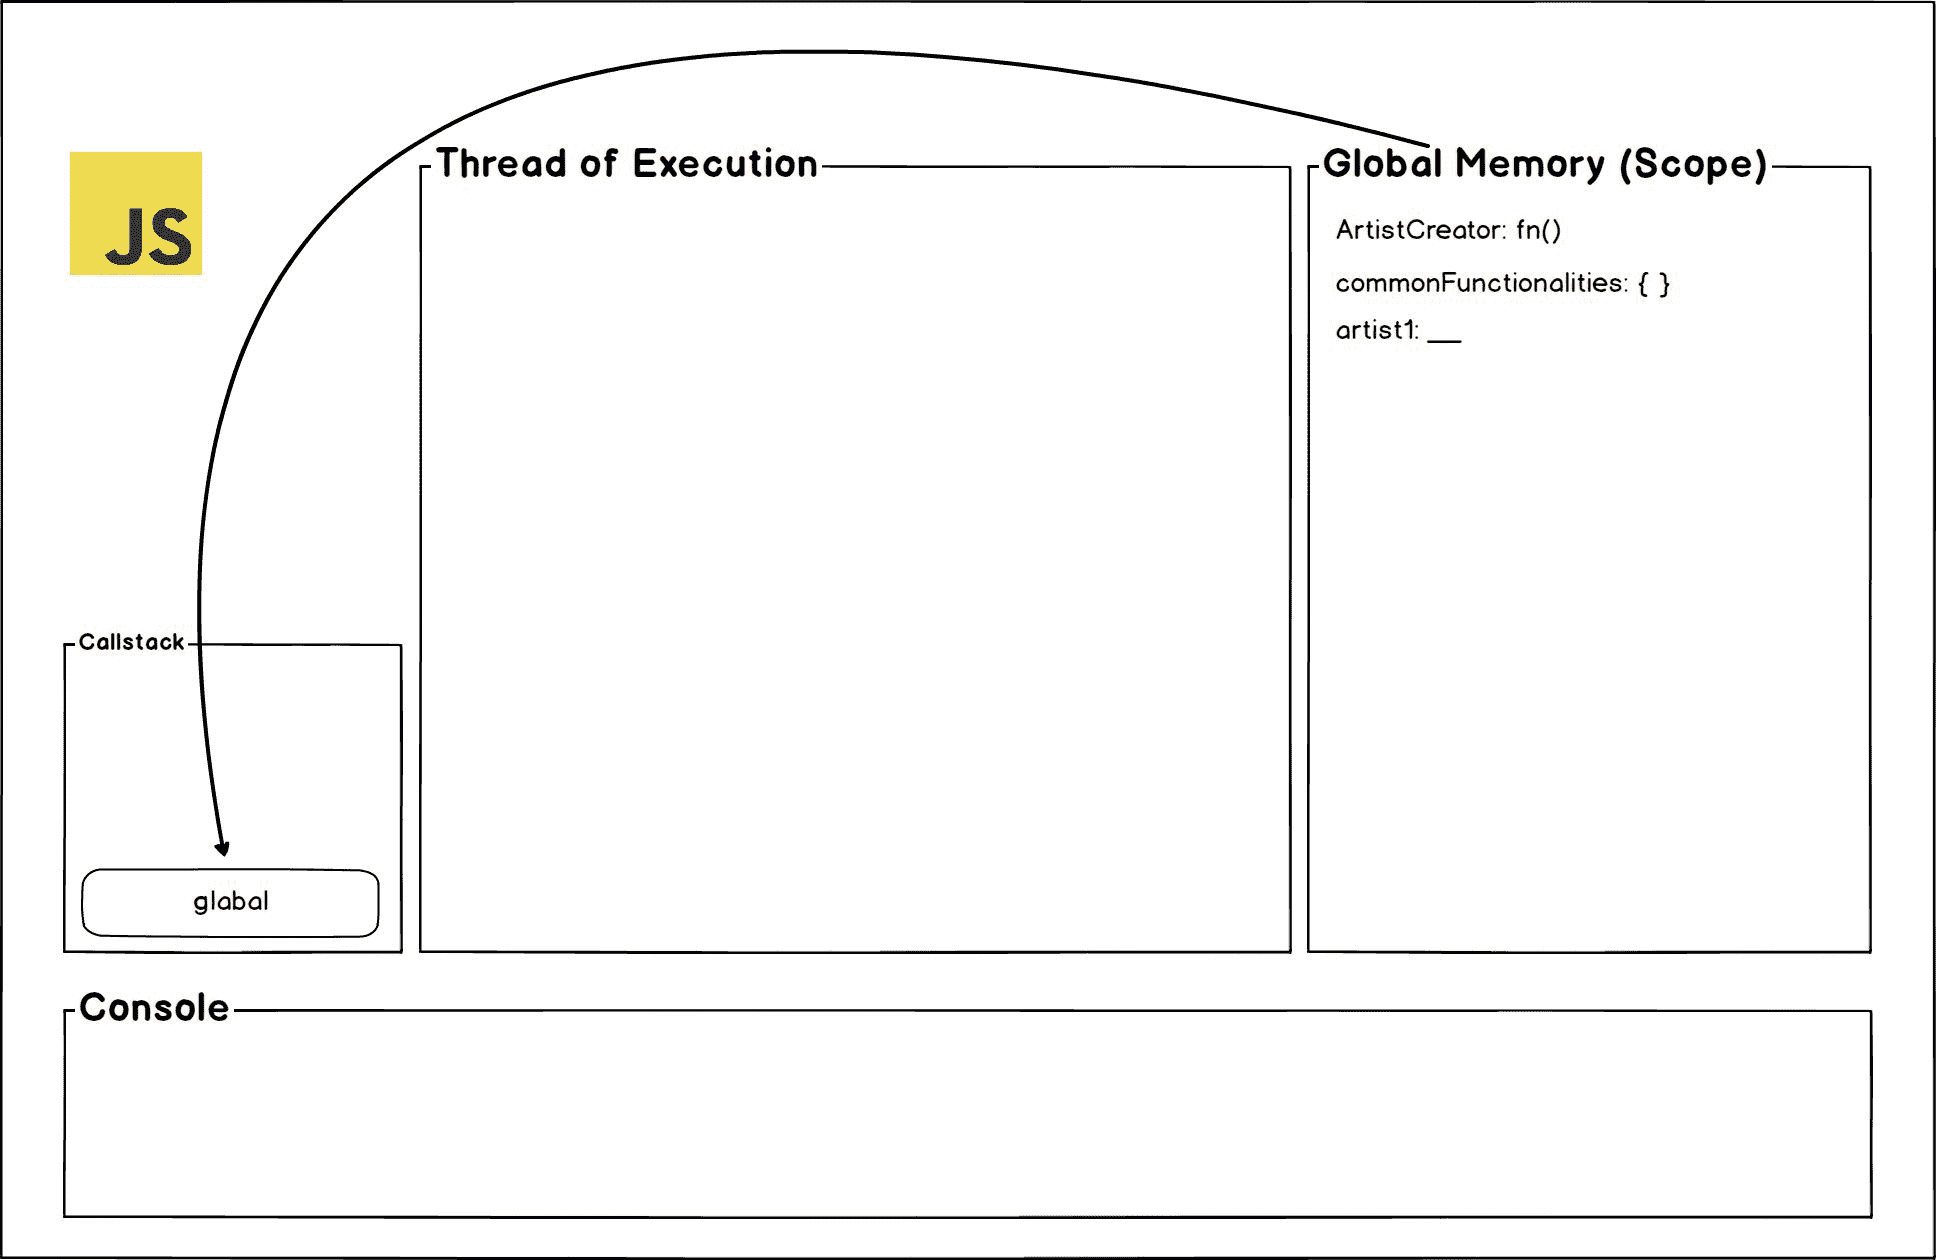 JS
Thread of Execution
Global Memory (Scope)
ArtistCreator: fn()
commonFunctionalities: { }
artist1: __
Callstack
glabal
Console